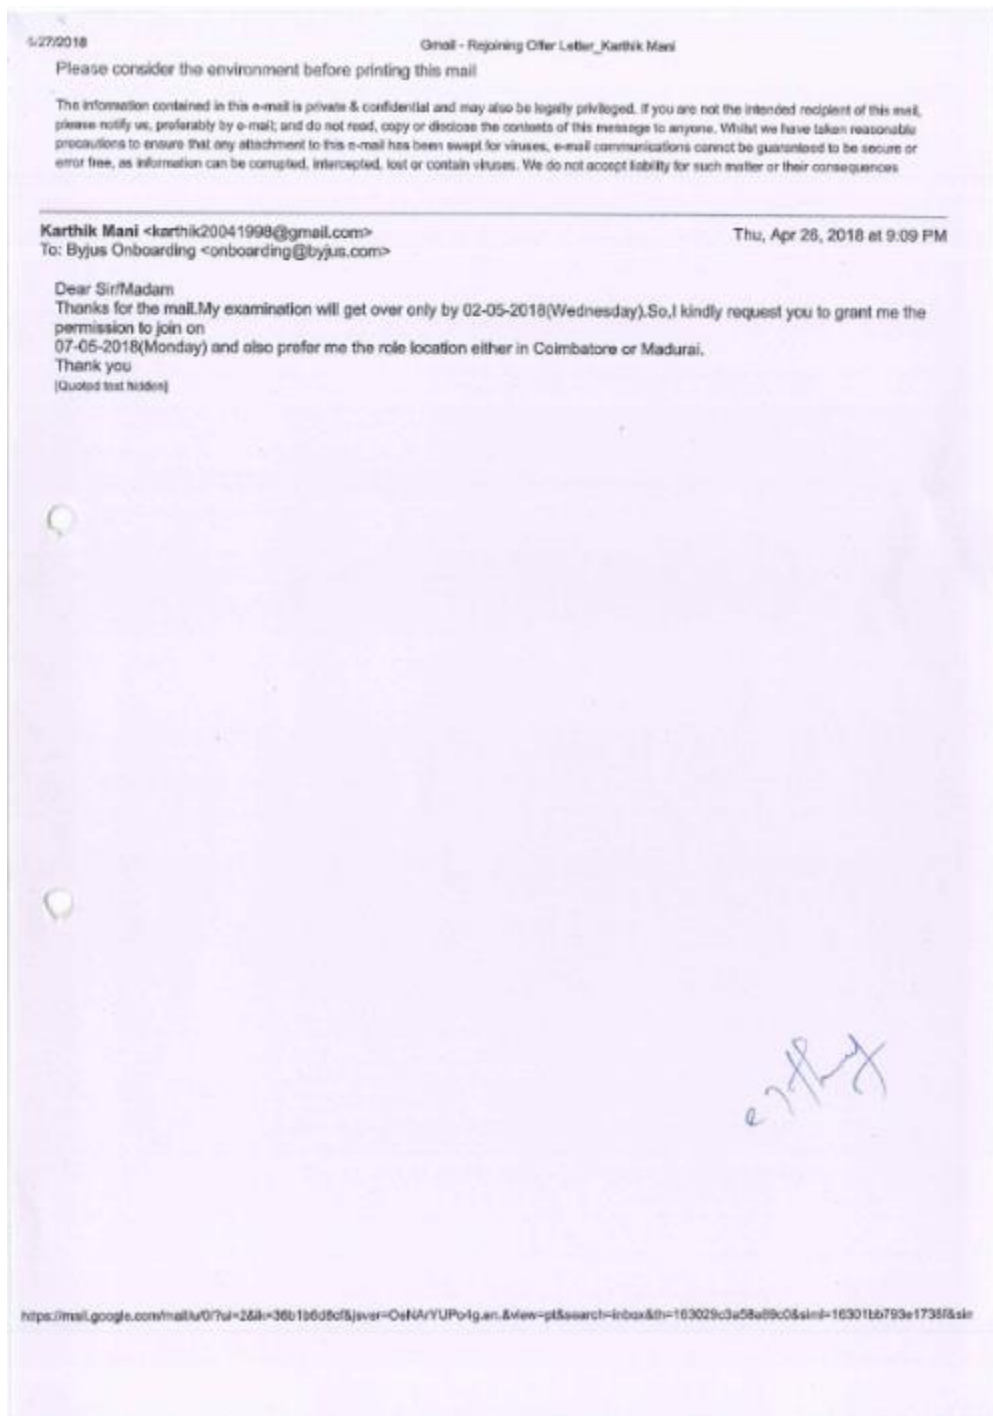 4/27/2018
Gmail - Rejoining Offer Letter_Karthik Mani
Please consider the environment before printing this mail
The information contained in this e-mail is private & confidential and may also be legally privileged. If you are not the intended recipient of this mail,
please notify us, preferably by e-mail; and do not read, copy or disclose the contents of this message to anyone. Whilst we have taken reasonable
precautions to ensure that any attachment to this e-mail has been swept for viruses, e-mail communications cannot be guaranteed to be secure or
error free, as information can be corrupted, intercepted, lost or contain viruses. We do not accept liability for such matter or their consequences
Karthik Mani <karthik20041998@gmail.com>
Thu, Apr 26, 2018 at 9:09 PM
To: Byjus Onboarding <onboarding@byjus.com>
Dear Sir/Madam
Thanks for the mail.My examination will get over only by 02-05-2018(Wednesday).So,I kindly request you to grant me the
permission to join on
07-05-2018(Monday) and also prefer me the role location either in Coimbatore or Madurai.
Thank you
[Quoted text hidden]